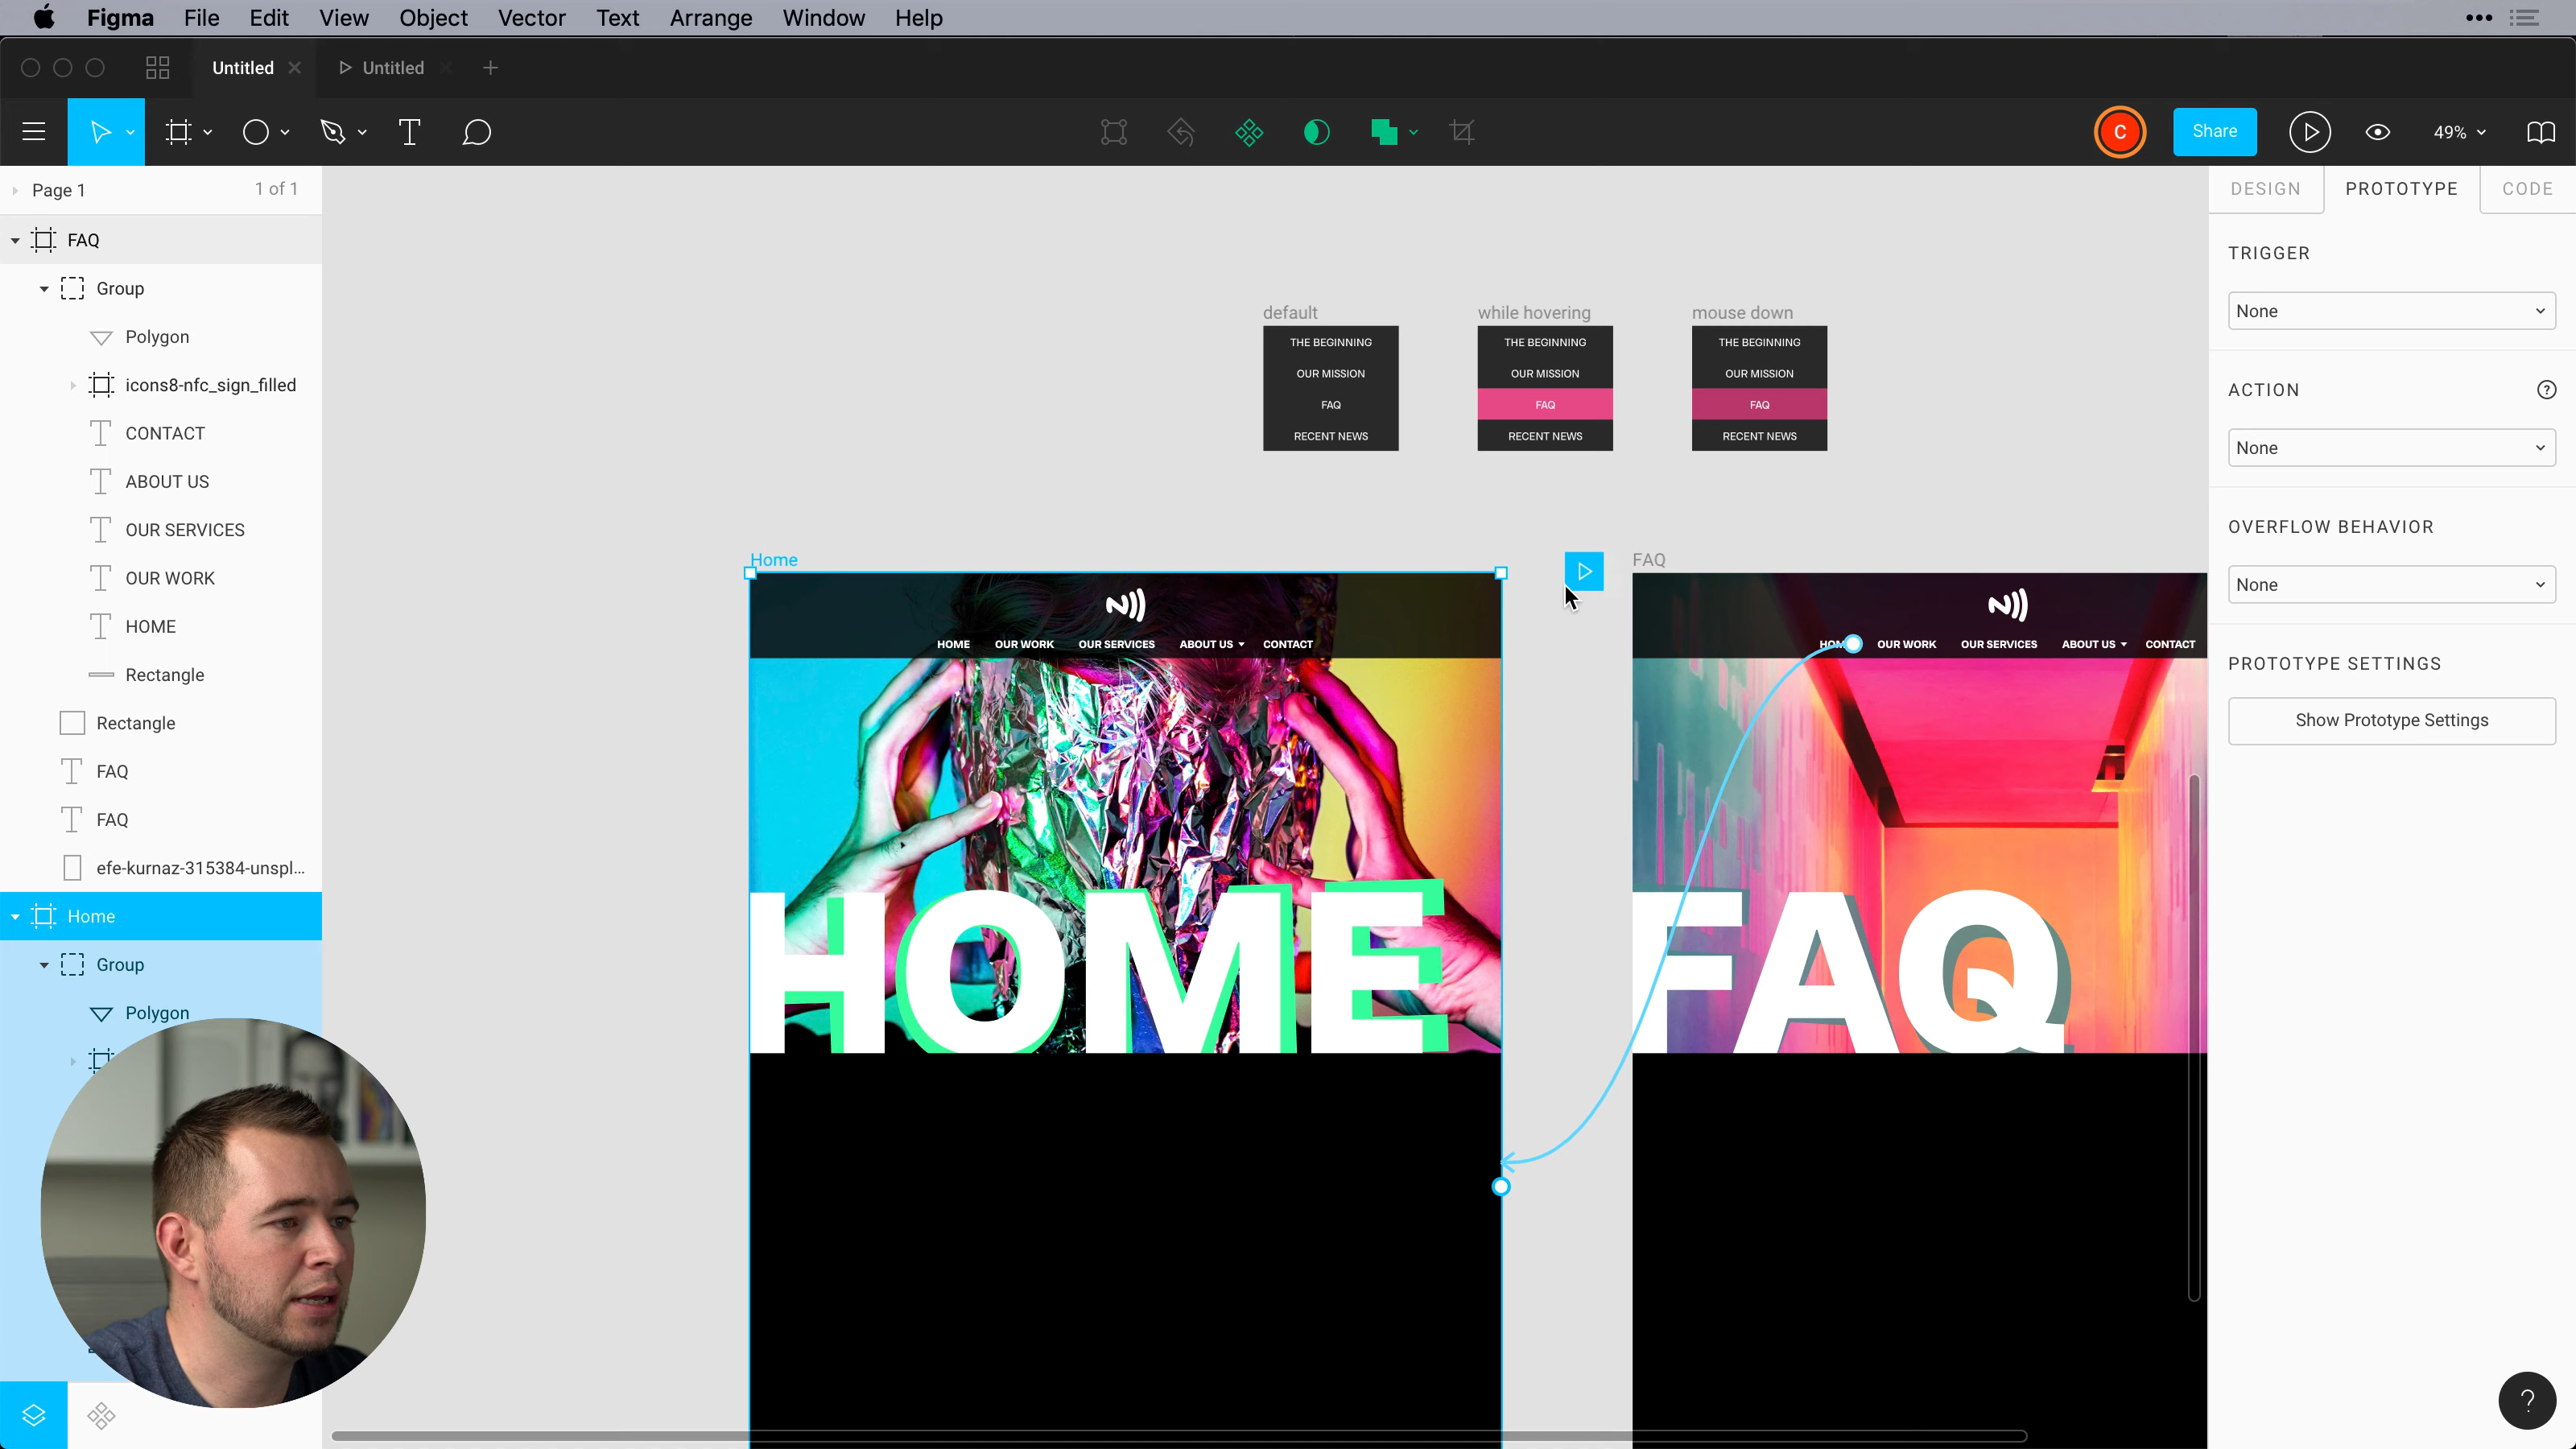 Figma File Edit View Object Vector Text Arrange Window Help
Untitled
Untitled
C
Share
49%
Page 1
1 of 1
FAQ
Group
Polygon
icons8-nfc_sign_filled
CONTACT
ABOUT US
OUR SERVICES
OUR WORK
HOME
Rectangle
Rectangle
FAQ
FAQ
efe-kurnaz-315384-unspl...
Home
Group
Polygon
default
THE BEGINNING
OUR MISSION
FAQ
RECENT NEWS
while hovering
THE BEGINNING
OUR MISSION
FAQ
RECENT NEWS
mouse down
THE BEGINNING
OUR MISSION
FAQ
RECENT NEWS
Home
HOME OUR WORK OUR SERVICES ABOUT US CONTACT
HOME
FAQ
OUR WORK OUR SERVICES ABOUT US CONTACT
FAQ
DESIGN PROTOTYPE CODE
TRIGGER
None
ACTION
?
None
OVERFLOW BEHAVIOR
None
PROTOTYPE SETTINGS
Show Prototype Settings
?